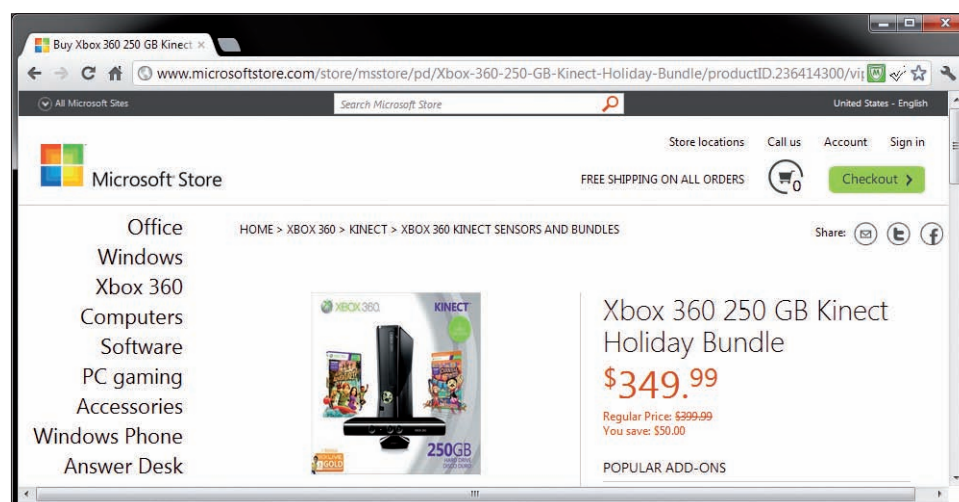 Buy Xbox 360 250 GB Kinect
www.microsoftstore.com/store/msstore/pd/Xbox-360-250-GB-Kinect-Holiday-Bundle/productID.236414300/vip
All Microsoft Sites
Search Microsoft Store
United States - English
Store locations Call us Account Sign in
Microsoft Store
FREE SHIPPING ON ALL ORDERS
0
Checkout
Office
Windows
Xbox 360
Computers
Software
PC gaming
Accessories
Windows Phone
Answer Desk
HOME > XBOX 360 > KINECT > XBOX 360 KINECT SENSORS AND BUNDLES
Share:
XBOX 360
KINECT
250GB
GOLD
Xbox 360 250 GB Kinect
Holiday Bundle
$349.99
Regular Price: $399.99
You save: $50.00
POPULAR ADD-ONS